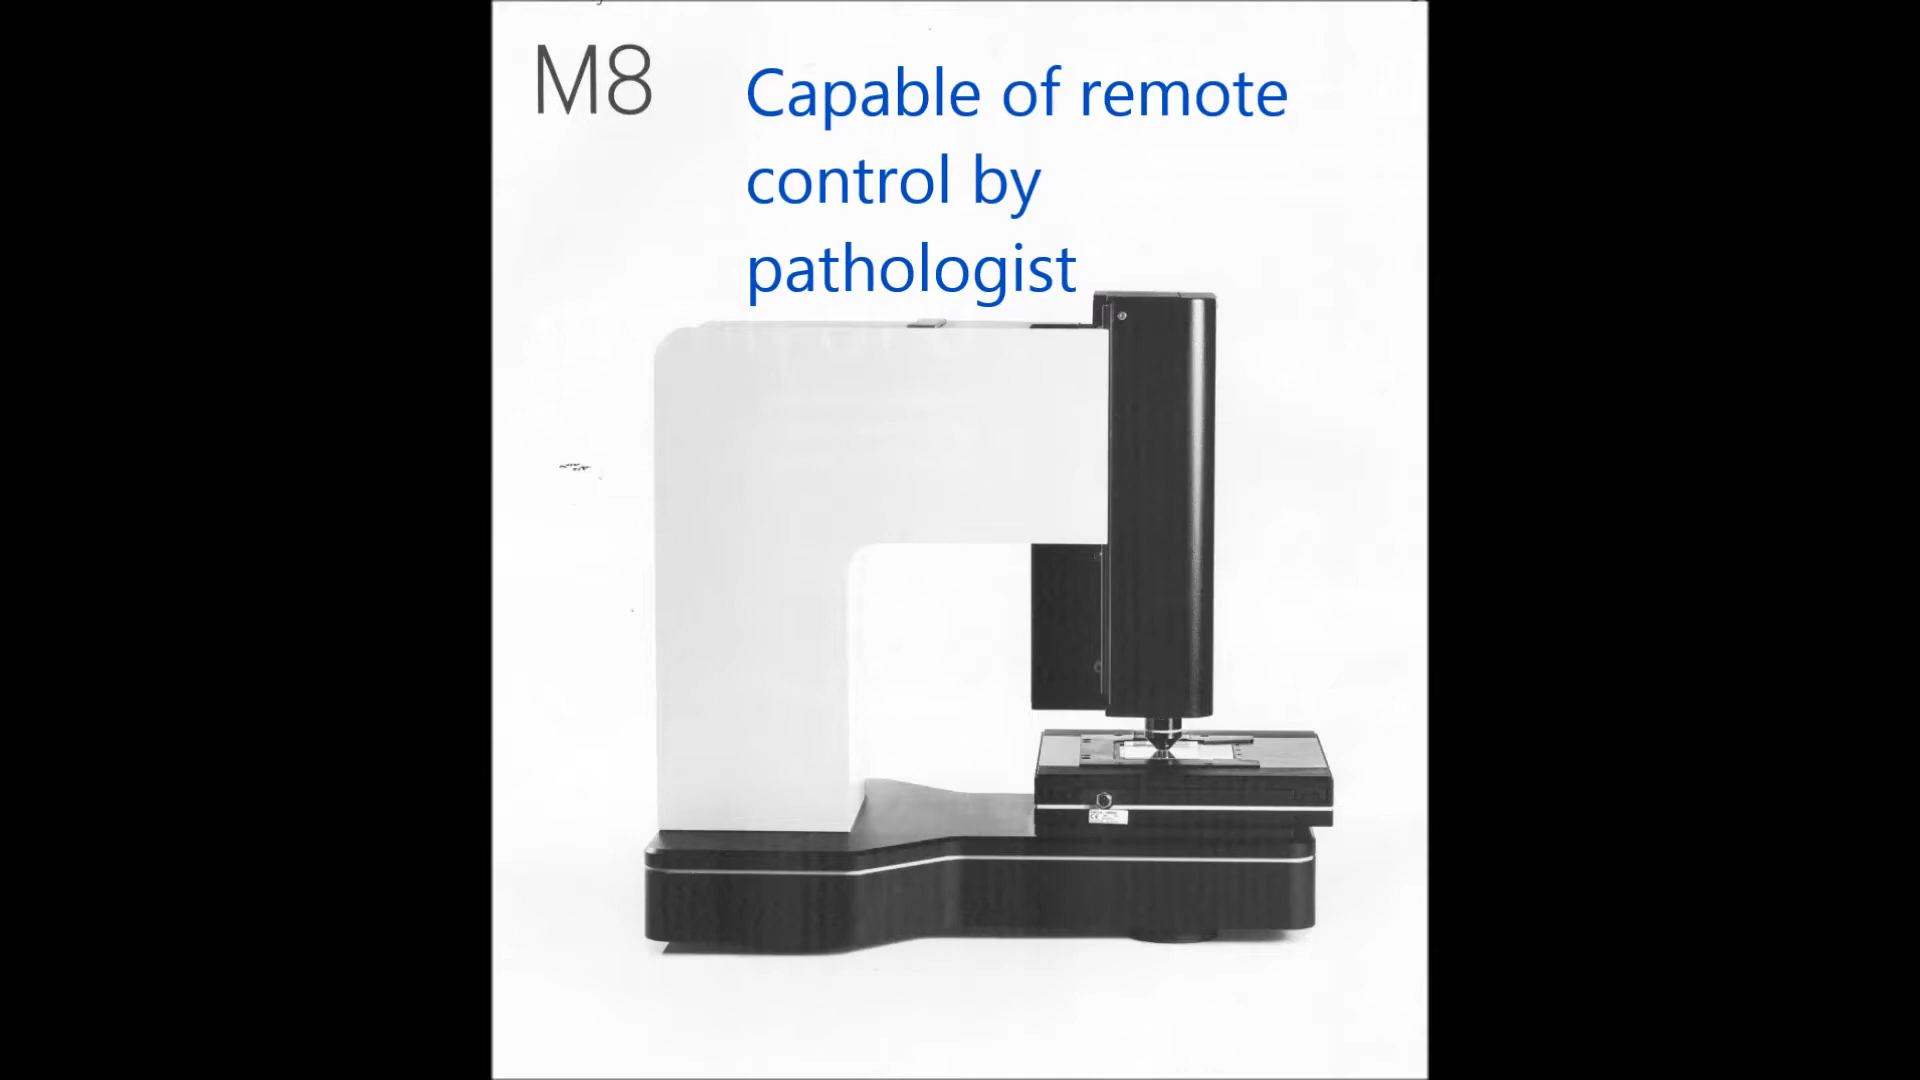 M8
Capable of remote
control by
pathologist